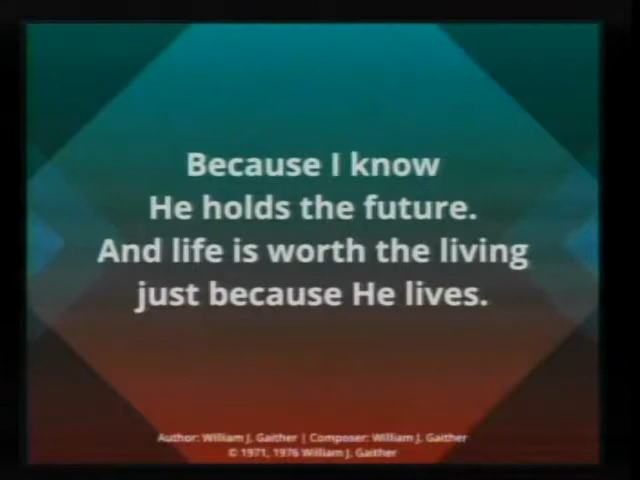 Because I know
He holds the future.
And life is worth the living
just because He lives.
Author: William J. Gaither | Composer: William J. Gaither
© 1971, 1976 William J. Gaither